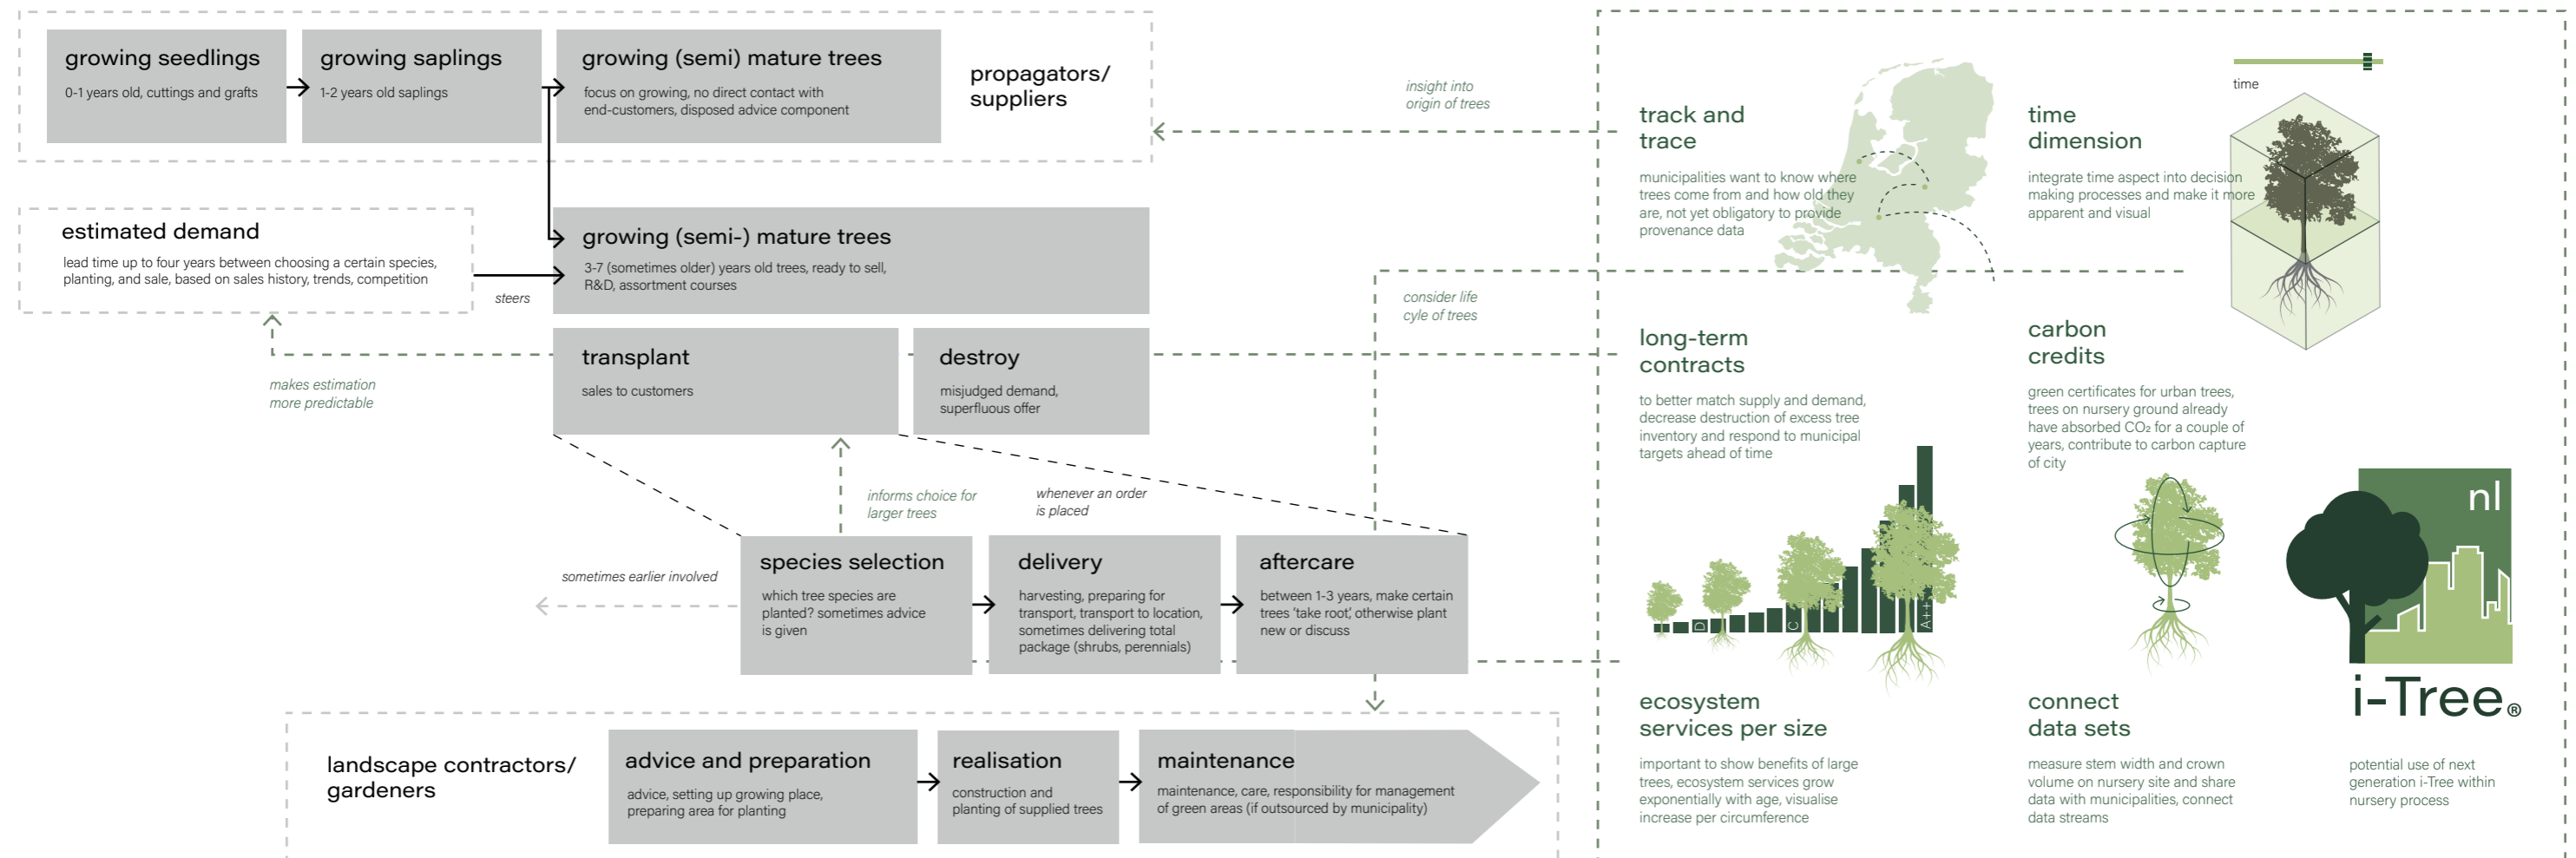 growing seedlings
0-1 years old, cuttings and grafts
growing saplings
1-2 years old saplings
growing (semi) mature trees
focus on growing, no direct contact with
end-customers, disposed advice component
propagators/
suppliers
estimated demand
lead time up to four years between choosing a certain species,
planting, and sale, based on sales history, trends, competition
steers
growing (semi-) mature trees
3-7 (sometimes older) years old trees, ready to sell,
R&D, assortment courses
makes estimation
more predictable
transplant
sales to customers
destroy
misjudged demand,
superfluous offer
informs choice for
larger trees
whenever an order
is placed
sometimes earlier involved
species selection
which tree species are
planted? sometimes advice
is given
delivery
harvesting, preparing for
transport, transport to location,
sometimes delivering total
package (shrubs, perennials)
aftercare
between 1-3 years, make certain
trees ‘take root’, otherwise plant
new or discuss
landscape contractors/
gardeners
advice and preparation
advice, setting up growing place,
preparing area for planting
realisation
construction and
planting of supplied trees
maintenance
maintenance, care, responsibility for management
of green areas (if outsourced by municipality)
insight into
origin of trees
consider life
cyle of trees
track and
trace
municipalities want to know where
trees come from and how old they
are, not yet obligatory to provide
provenance data
time
dimension
integrate time aspect into decision
making processes and make it more
apparent and visual
time
long-term
contracts
to better match supply and demand,
decrease destruction of excess tree
inventory and respond to municipal
targets ahead of time
carbon
credits
green certificates for urban trees,
trees on nursery ground already
have absorbed CO₂ for a couple of
years, contribute to carbon capture
of city
D
C
A++
ecosystem
services per size
important to show benefits of large
trees, ecosystem services grow
exponentially with age, visualise
increase per circumference
connect
data sets
measure stem width and crown
volume on nursery site and share
data with municipalities, connect
data streams
nl
i-Tree®
potential use of next
generation i-Tree within
nursery process